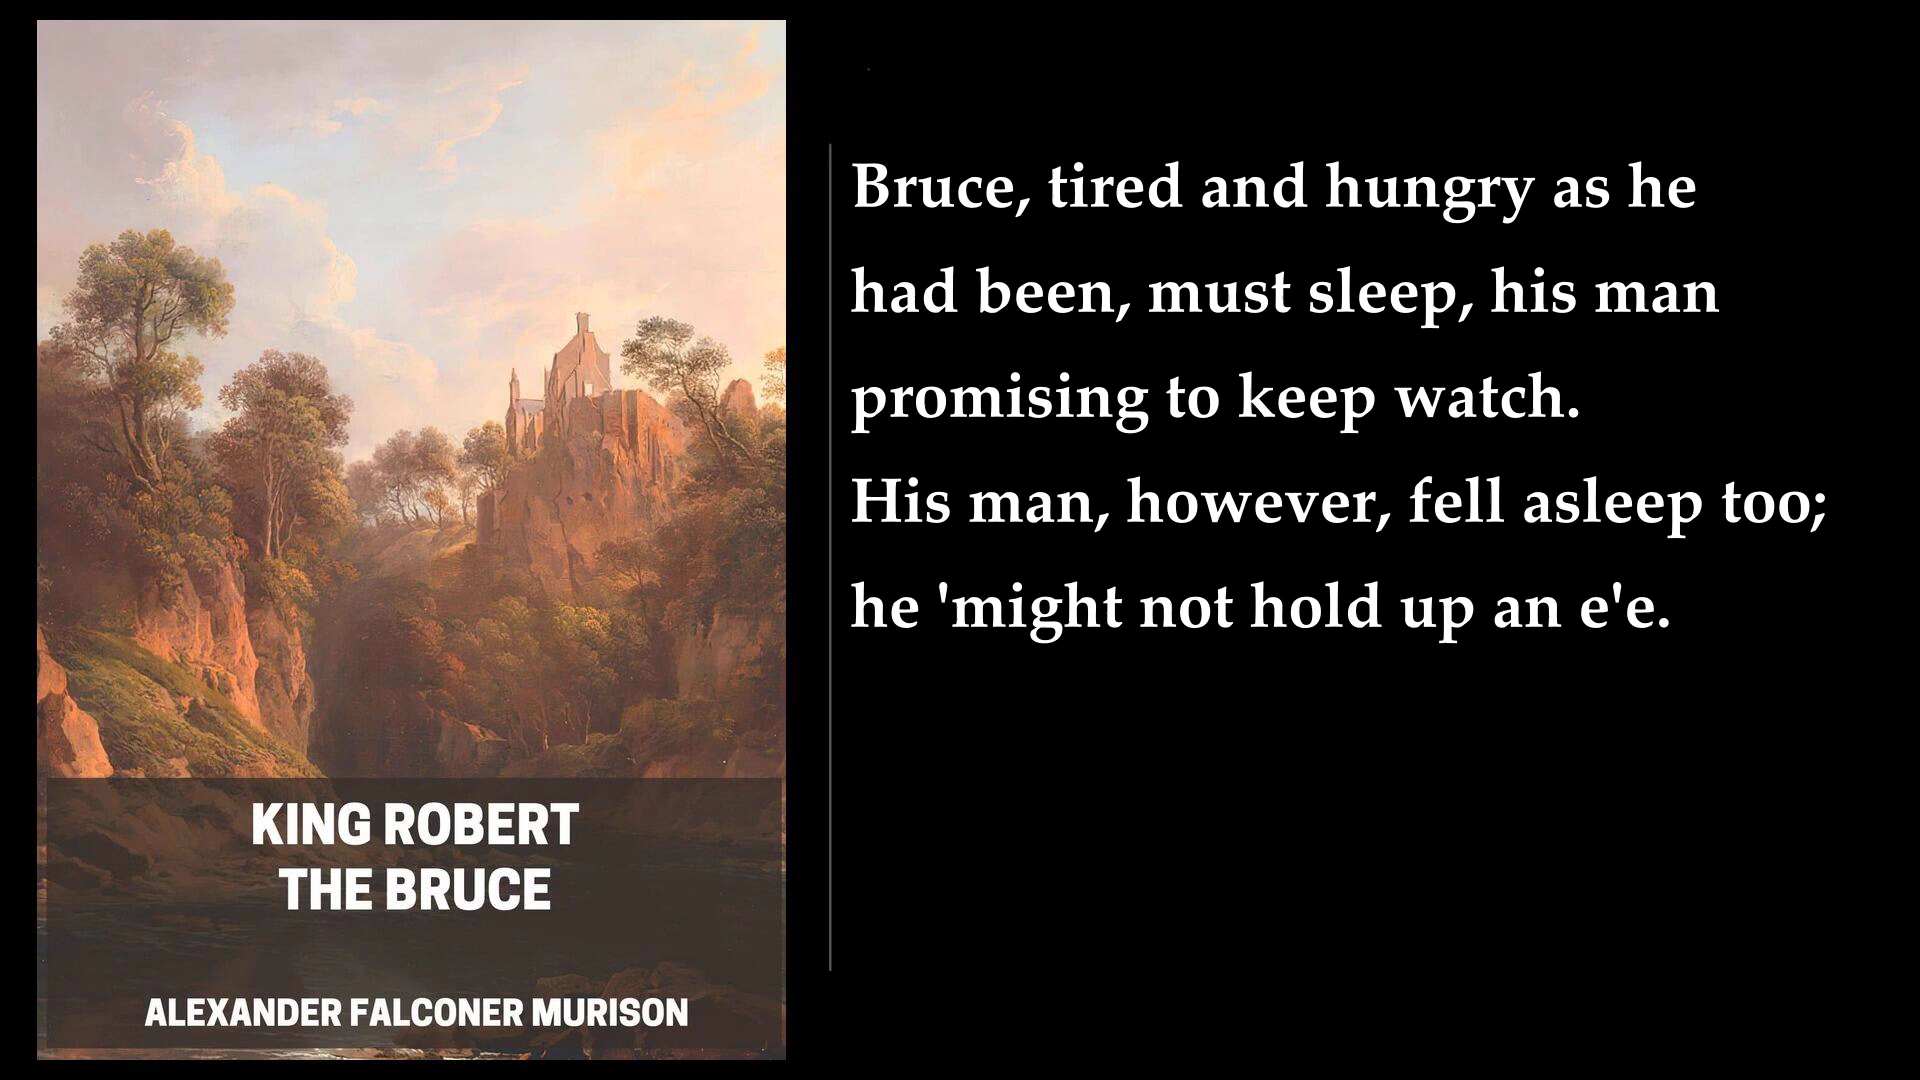 KING ROBERT
THE BRUCE
ALEXANDER FALCONER MURISON
Bruce, tired and hungry as he
had been, must sleep, his man
promising to keep watch.
His man, however, fell asleep too;
he 'might not hold up an e'e.